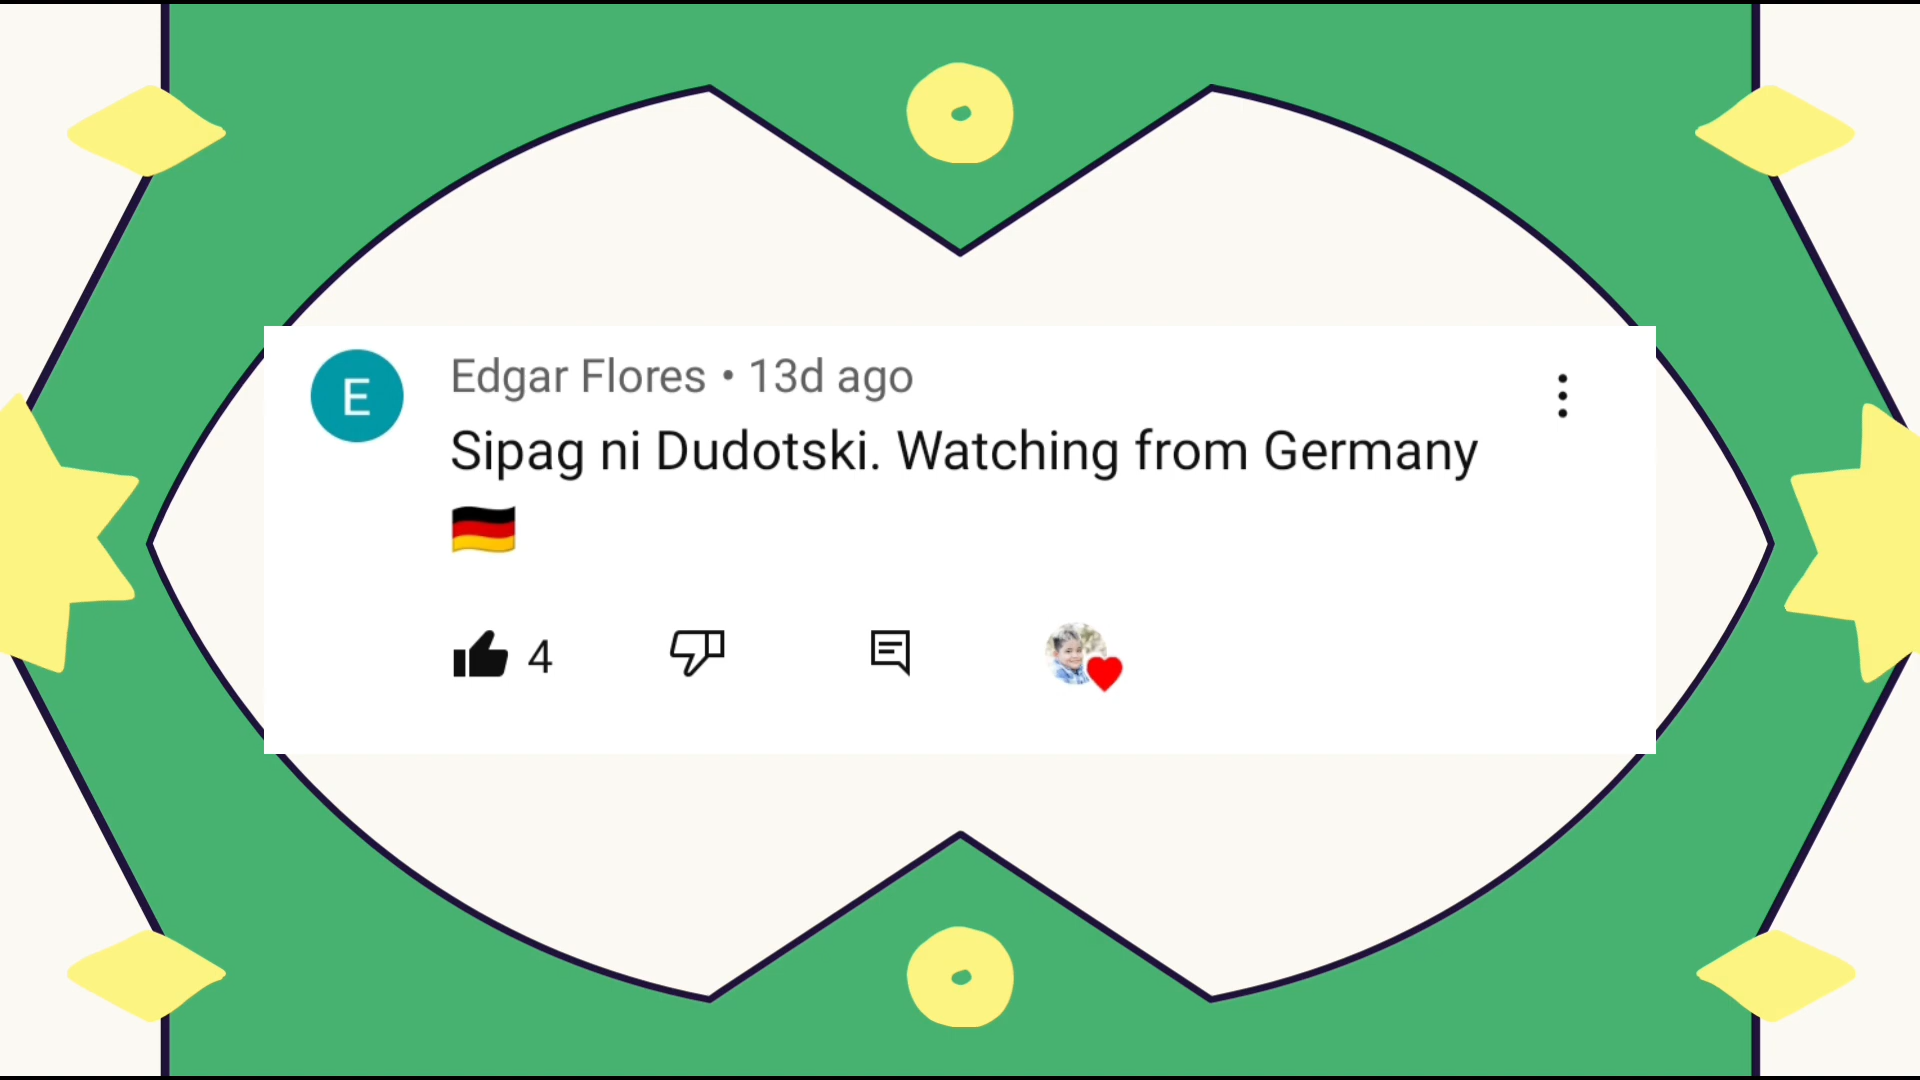 E
Edgar Flores • 13d ago
Sipag ni Dudotski. Watching from Germany
🇩🇪
4